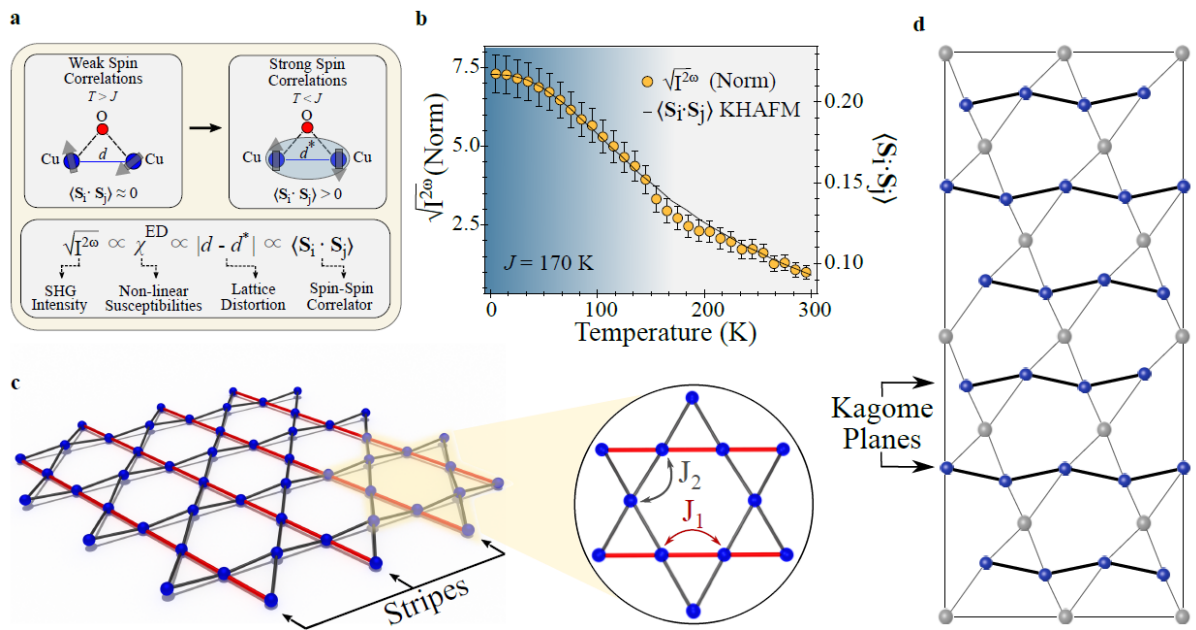 a
Weak Spin
Correlations
T > J
O
Cu
d
Cu
⟨Sᵢ · Sⱼ⟩ ≈ 0
Strong Spin
Correlations
T < J
O
Cu
d*
Cu
⟨Sᵢ · Sⱼ⟩ > 0
√I²ᵚ ∝ χᴱᴰ ∝ |d - d*| ∝ ⟨Sᵢ · Sⱼ⟩
SHG
Intensity
Non-linear
Susceptibilities
Lattice
Distortion
Spin-Spin
Correlator
b
√I²ᵚ (Norm)
7.5
5.0
2.5
√I²ᵚ (Norm)
–⟨Sᵢ·Sⱼ⟩ KHAFM
J = 170 K
0.20
0.15
0.10
⟨Sᵢ·Sⱼ⟩
0 100 200 300
Temperature (K)
c
Stripes
J₂
J₁
d
Kagome
Planes